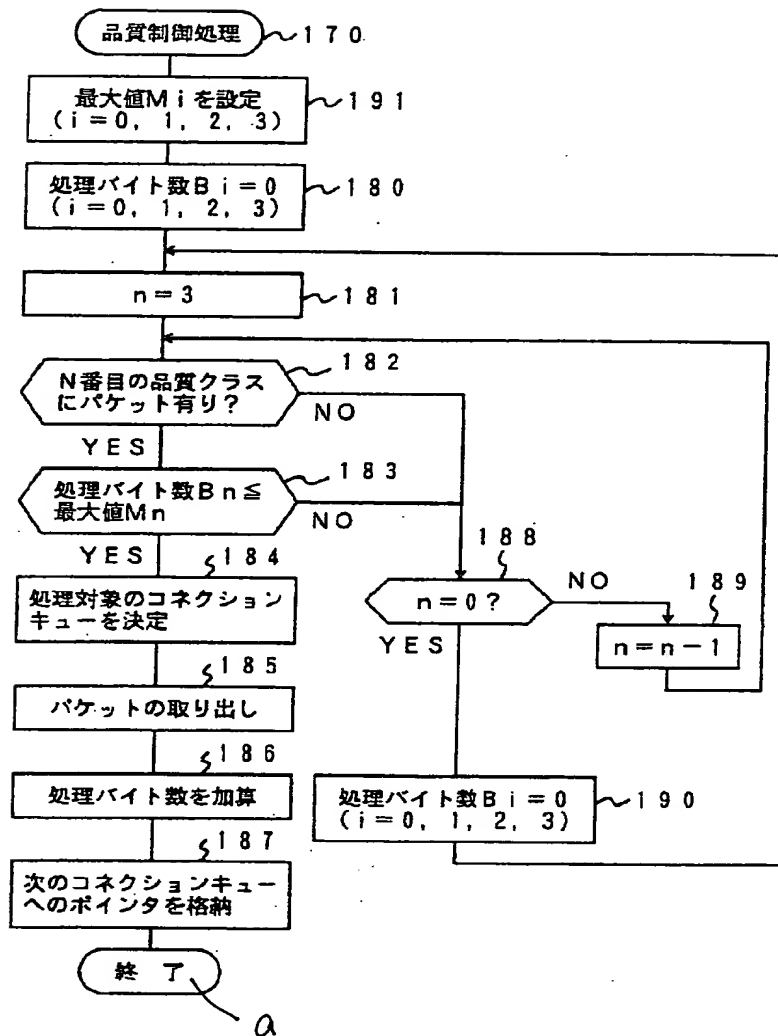 品質制御処理
170
最大値Miを設定
(i=0, 1, 2, 3)
191
処理バイト数Bi=0
(i=0, 1, 2, 3)
180
n=3
181
182
N番目の品質クラス
にパケット有り?
NO
YES
183
処理バイト数Bn≦
最大値Mn
NO
YES
184
処理対象のコネクション
キューを決定
185
パケットの取り出し
186
処理バイト数を加算
187
次のコネクションキュー
へのポインタを格納
終了
a
188
n=0?
NO
YES
189
n=n-1
処理バイト数Bi=0
(i=0, 1, 2, 3)
190